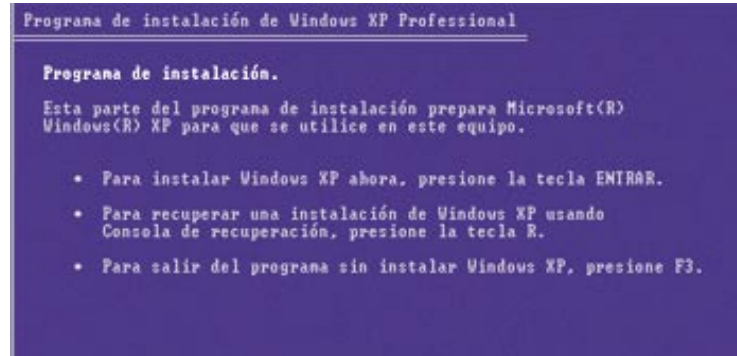 Programa de instalación de Windows XP Professional
Programa de instalación.
Esta parte del programa de instalación prepara Microsoft(R)
Windows(R) XP para que se utilice en este equipo.
• Para instalar Windows XP ahora, presione la tecla ENTRAR.
• Para recuperar una instalación de Windows XP usando
Consola de recuperación, presione la tecla R.
• Para salir del programa sin instalar Windows XP, presione F3.